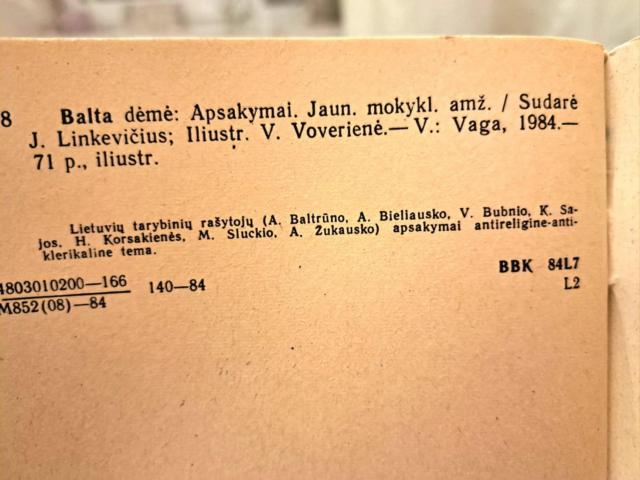 8 Balta dėmė: Apsakymai. Jaun. mokykl. amž. / Sudarė
J. Linkevičius; Iliustr. V. Voverienė.— V.: Vaga, 1984.—
71 p., iliustr.
Lietuvių tarybinių rašytojų (A. Baltrūno, A. Bieliausko, V. Bubnio, K. Sa-
jos, H. Korsakienės, M. Sluckio, A. Žukausko) apsakymai antireligine-anti-
klerikaline tema.
4803010200—166
M852(08)—84
140—84
BBK 84L7
L2